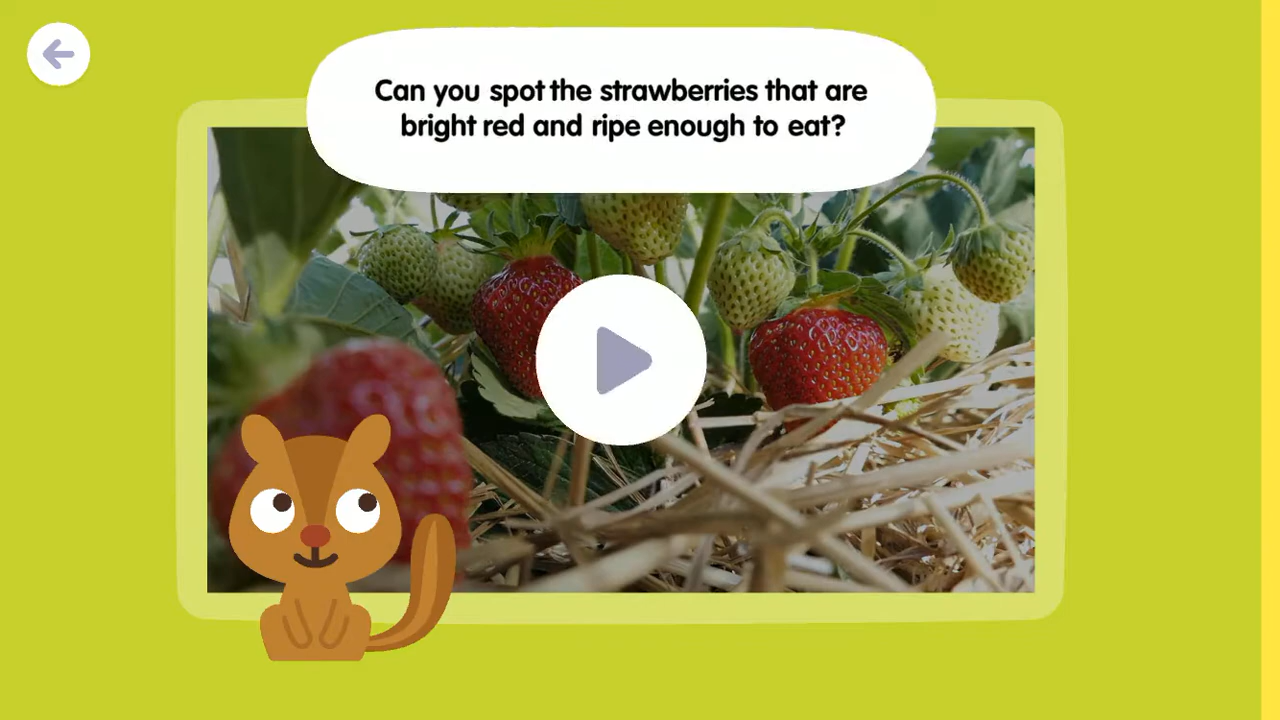 Can you spot the strawberries that are
bright red and ripe enough to eat?